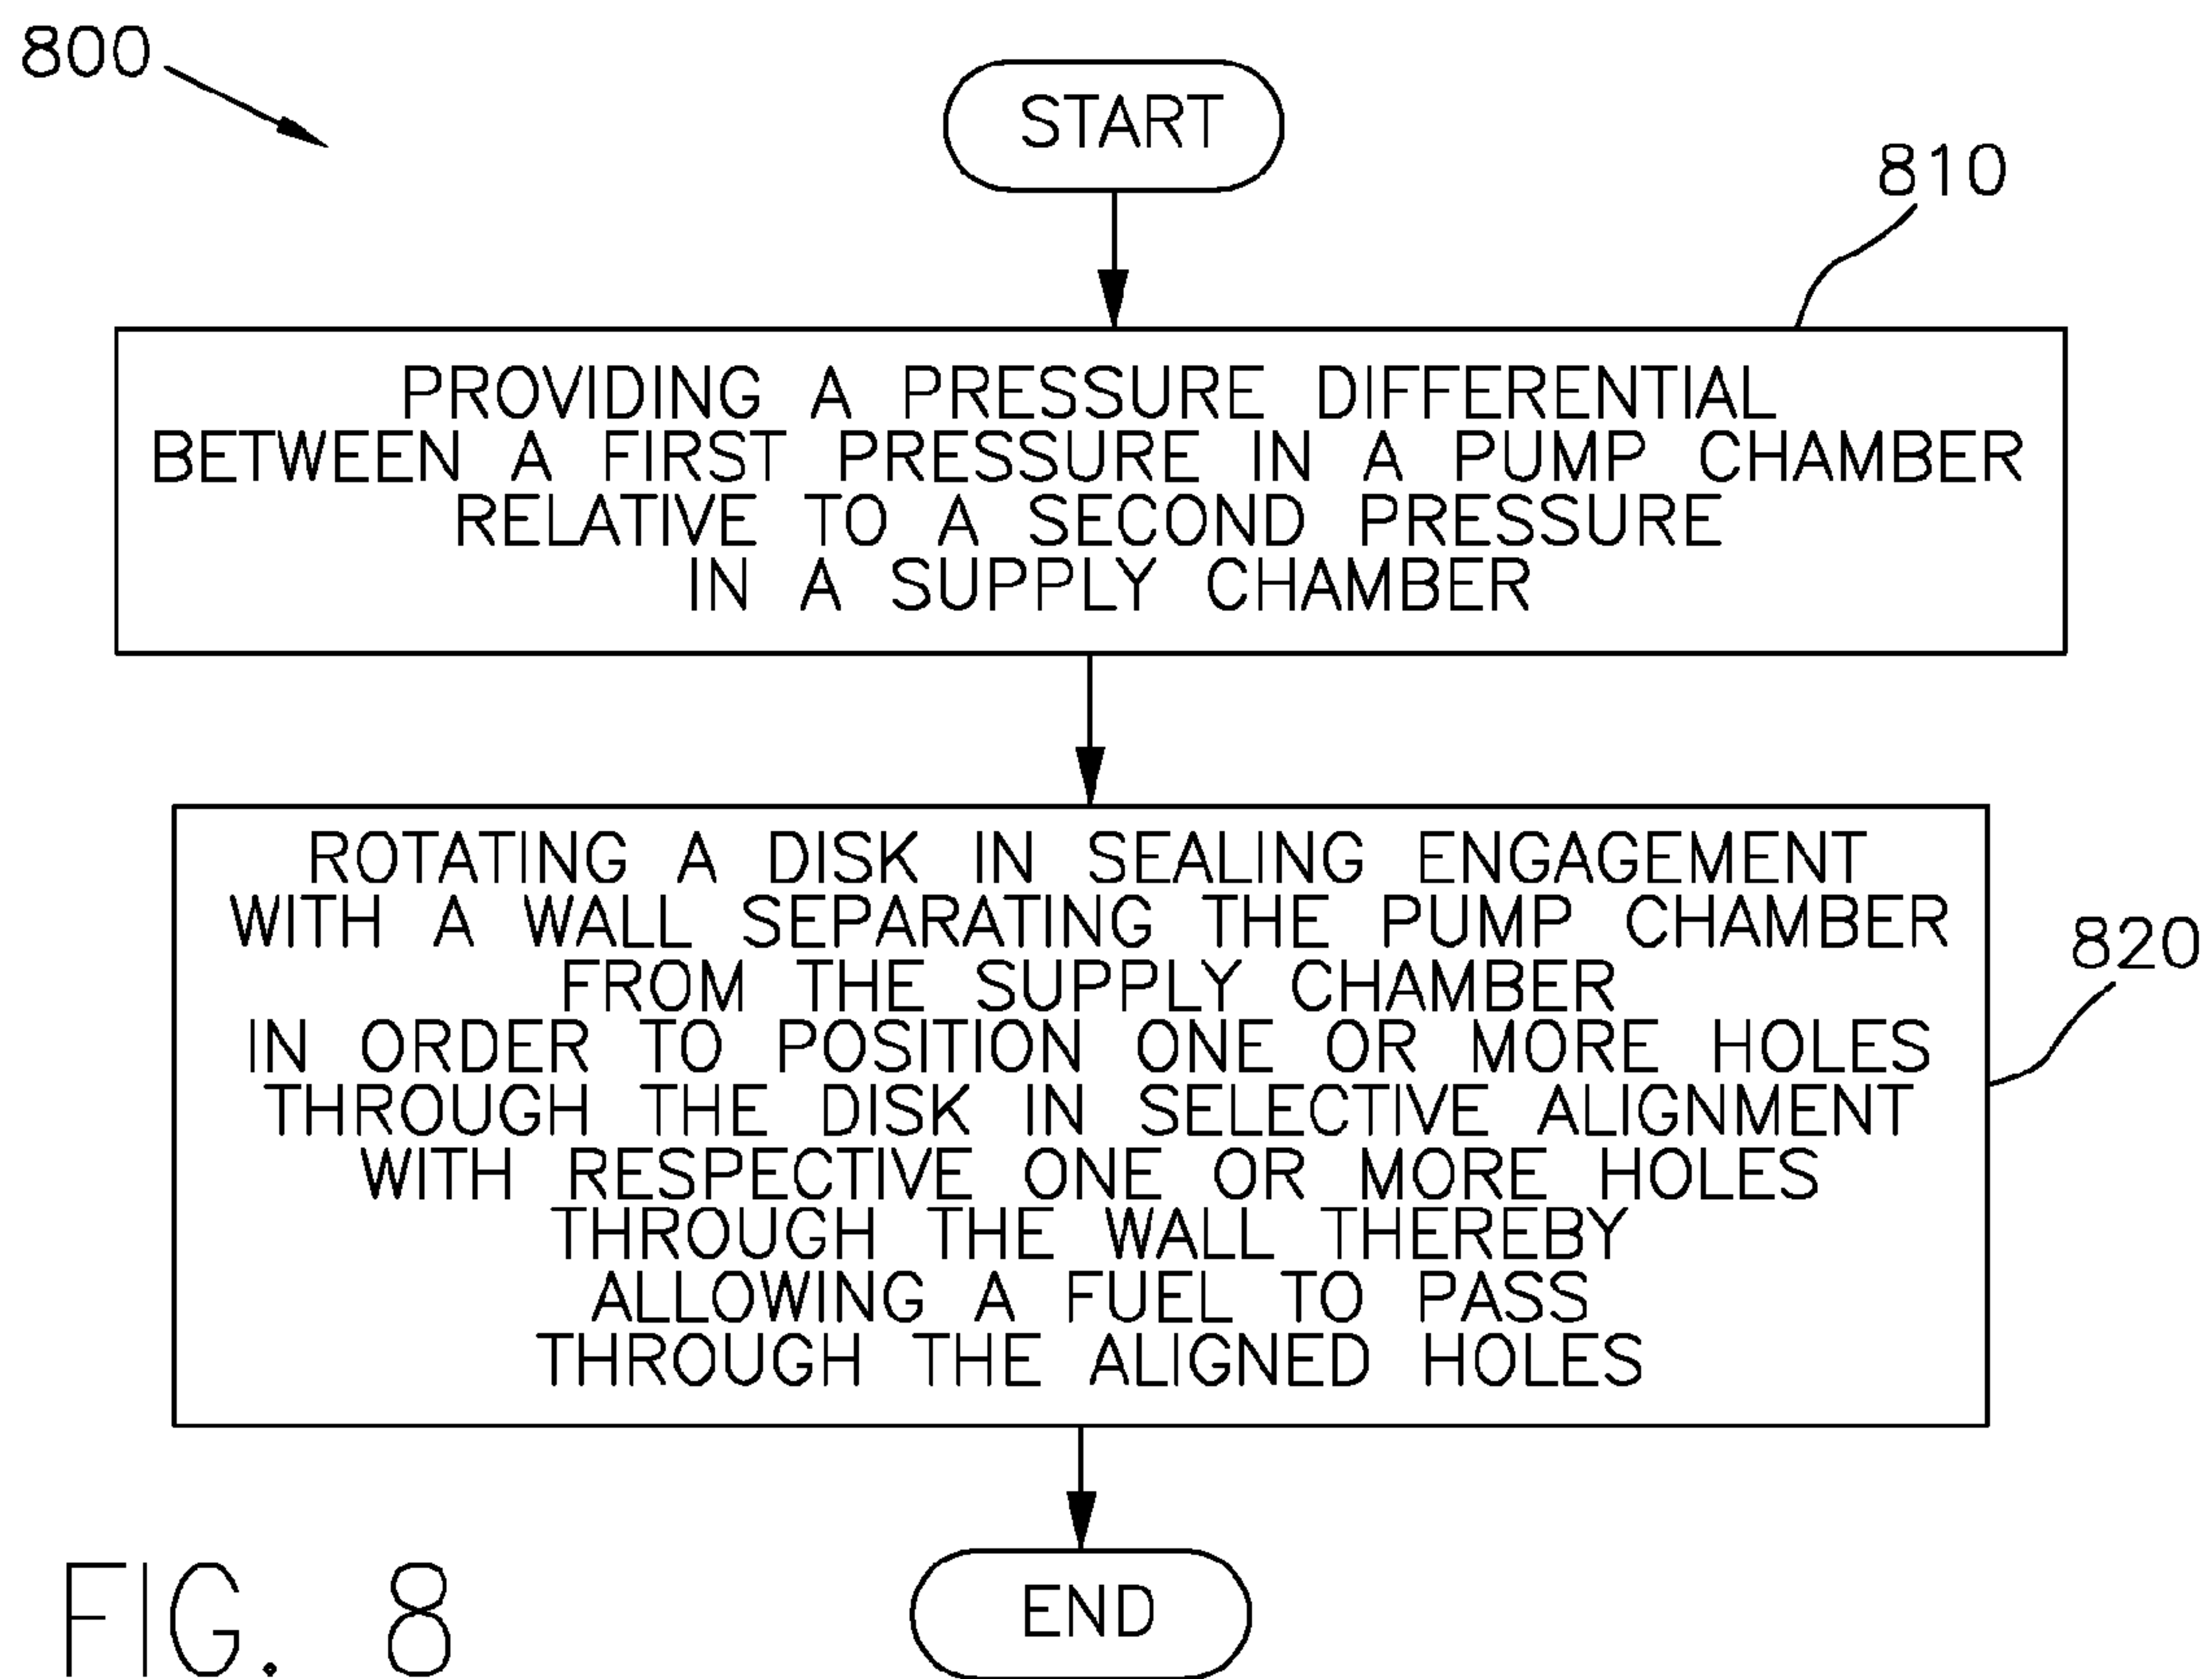 800
START
810
PROVIDING A PRESSURE DIFFERENTIAL
BETWEEN A FIRST PRESSURE IN A PUMP CHAMBER
RELATIVE TO A SECOND PRESSURE
IN A SUPPLY CHAMBER
ROTATING A DISK IN SEALING ENGAGEMENT
WITH A WALL SEPARATING THE PUMP CHAMBER
FROM THE SUPPLY CHAMBER
IN ORDER TO POSITION ONE OR MORE HOLES
THROUGH THE DISK IN SELECTIVE ALIGNMENT
WITH RESPECTIVE ONE OR MORE HOLES
THROUGH THE WALL THEREBY
ALLOWING A FUEL TO PASS
THROUGH THE ALIGNED HOLES
820
END
FIG. 8